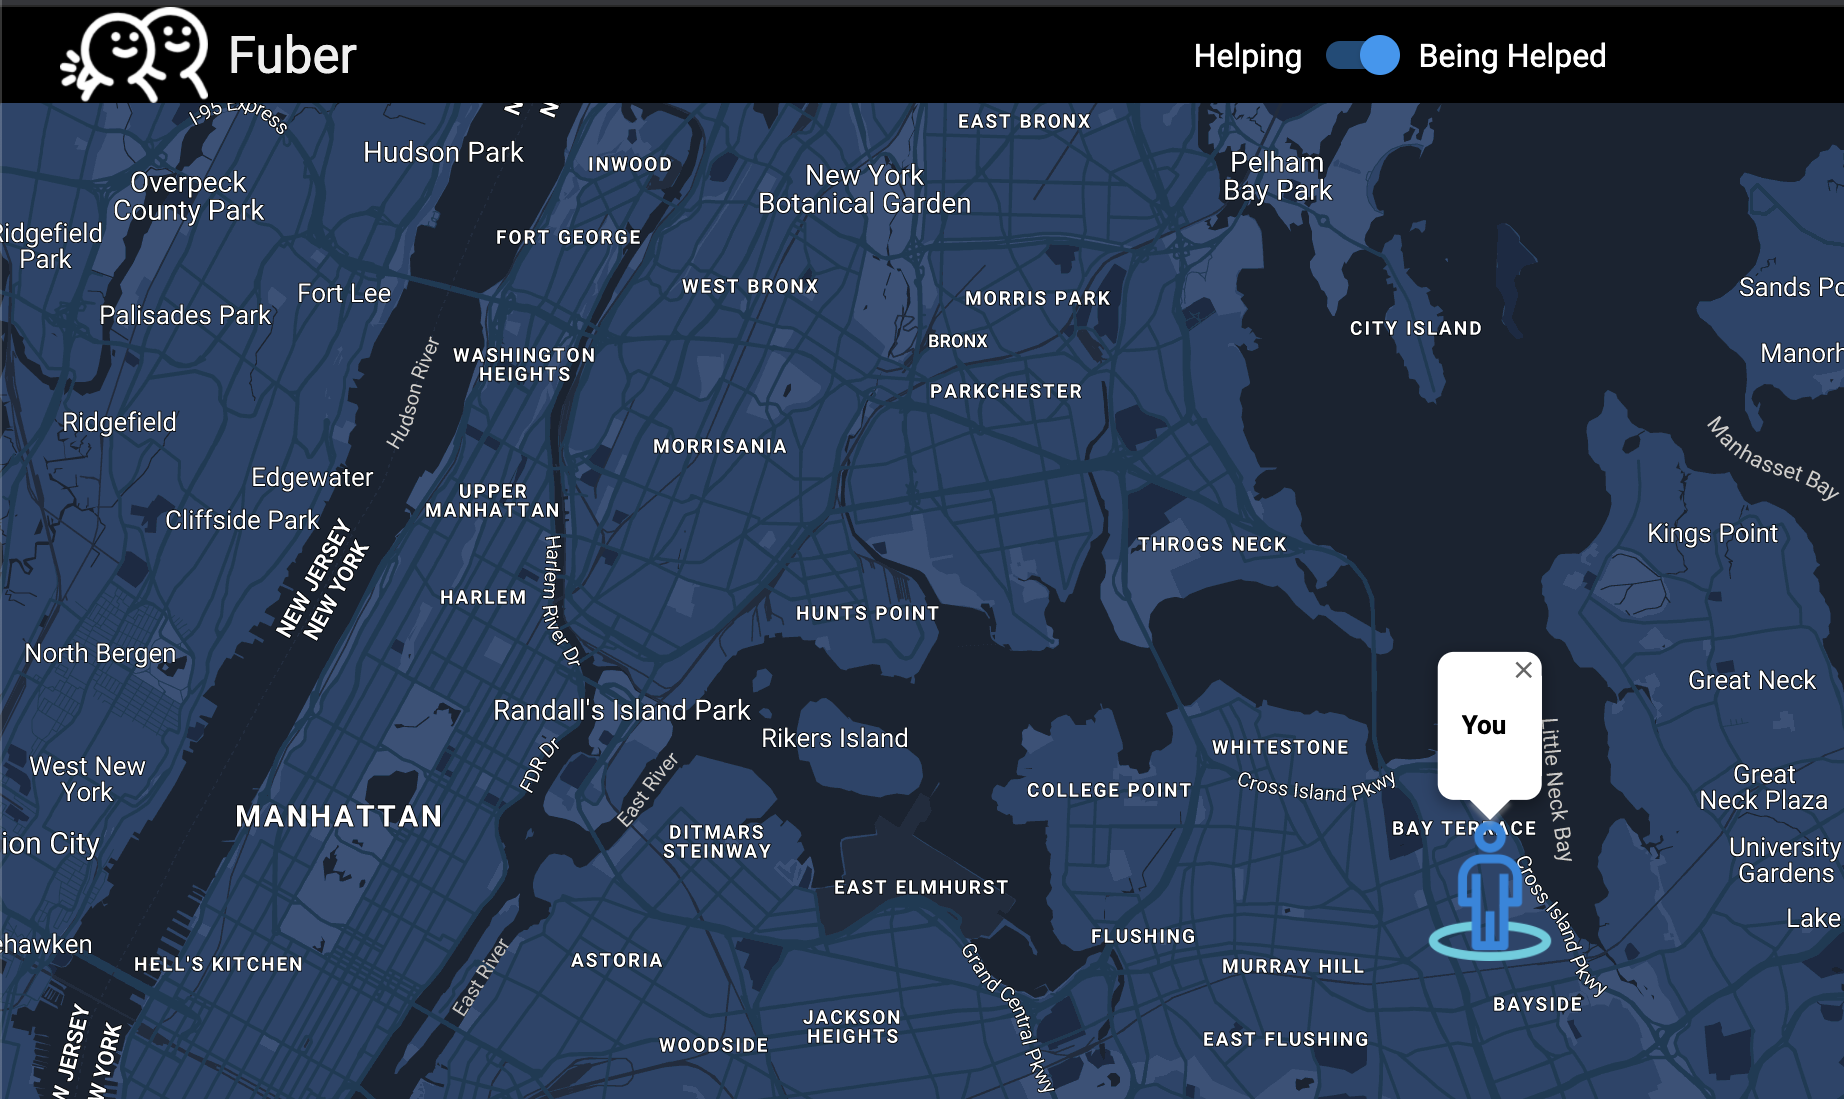 Fuber
Helping
Being Helped
I-95 Express
EAST BRONX
Hudson Park
INWOOD
Pelham
Bay Park
New York
Botanical Garden
Overpeck
County Park
Ridgefield
Park
FORT GEORGE
WEST BRONX
MORRIS PARK
Sands Po
Fort Lee
Palisades Park
CITY ISLAND
BRONX
Manorh
WASHINGTON
HEIGHTS
Hudson River
PARKCHESTER
Ridgefield
MORRISANIA
Manhasset Bay
Edgewater
UPPER
MANHATTAN
Cliffside Park
Kings Point
THROGS NECK
NEW JERSEY
NEW YORK
Harlem River Dr
HARLEM
HUNTS POINT
North Bergen
Great Neck
Randall's Island Park
Rikers Island
You
WHITESTONE
Little Neck Bay
FDR Dr
East River
West New
York
Cross Island Pkwy
COLLEGE POINT
Great
Neck Plaza
MANHATTAN
DITMARS
STEINWAY
BAY TERRACE
ion City
University
Gardens
EAST ELMHURST
Cross Island Pkwy
Lake
FLUSHING
ehawken
HELL'S KITCHEN
East River
ASTORIA
Grand Central Pkwy
MURRAY HILL
BAYSIDE
JACKSON
HEIGHTS
WOODSIDE
EAST FLUSHING
W JERSEY
W YORK